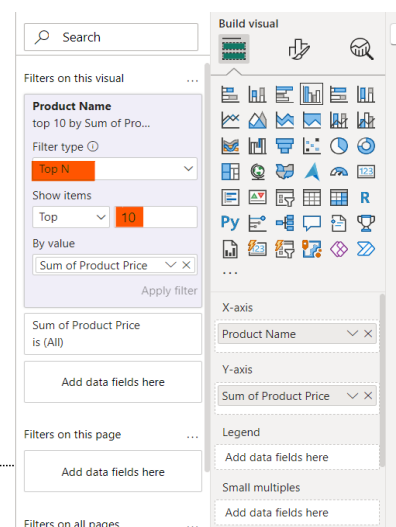 Search
Filters on this visual
...
Product Name
top 10 by Sum of Pro...
Filter type
Top N
Show items
Top
10
By value
Sum of Product Price
Apply filter
Sum of Product Price
is (All)
Add data fields here
Filters on this page
...
Add data fields here
Filters on all pages
...
Build visual
123
R
Py
123
...
X-axis
Product Name
Y-axis
Sum of Product Price
Legend
Add data fields here
Small multiples
Add data fields here